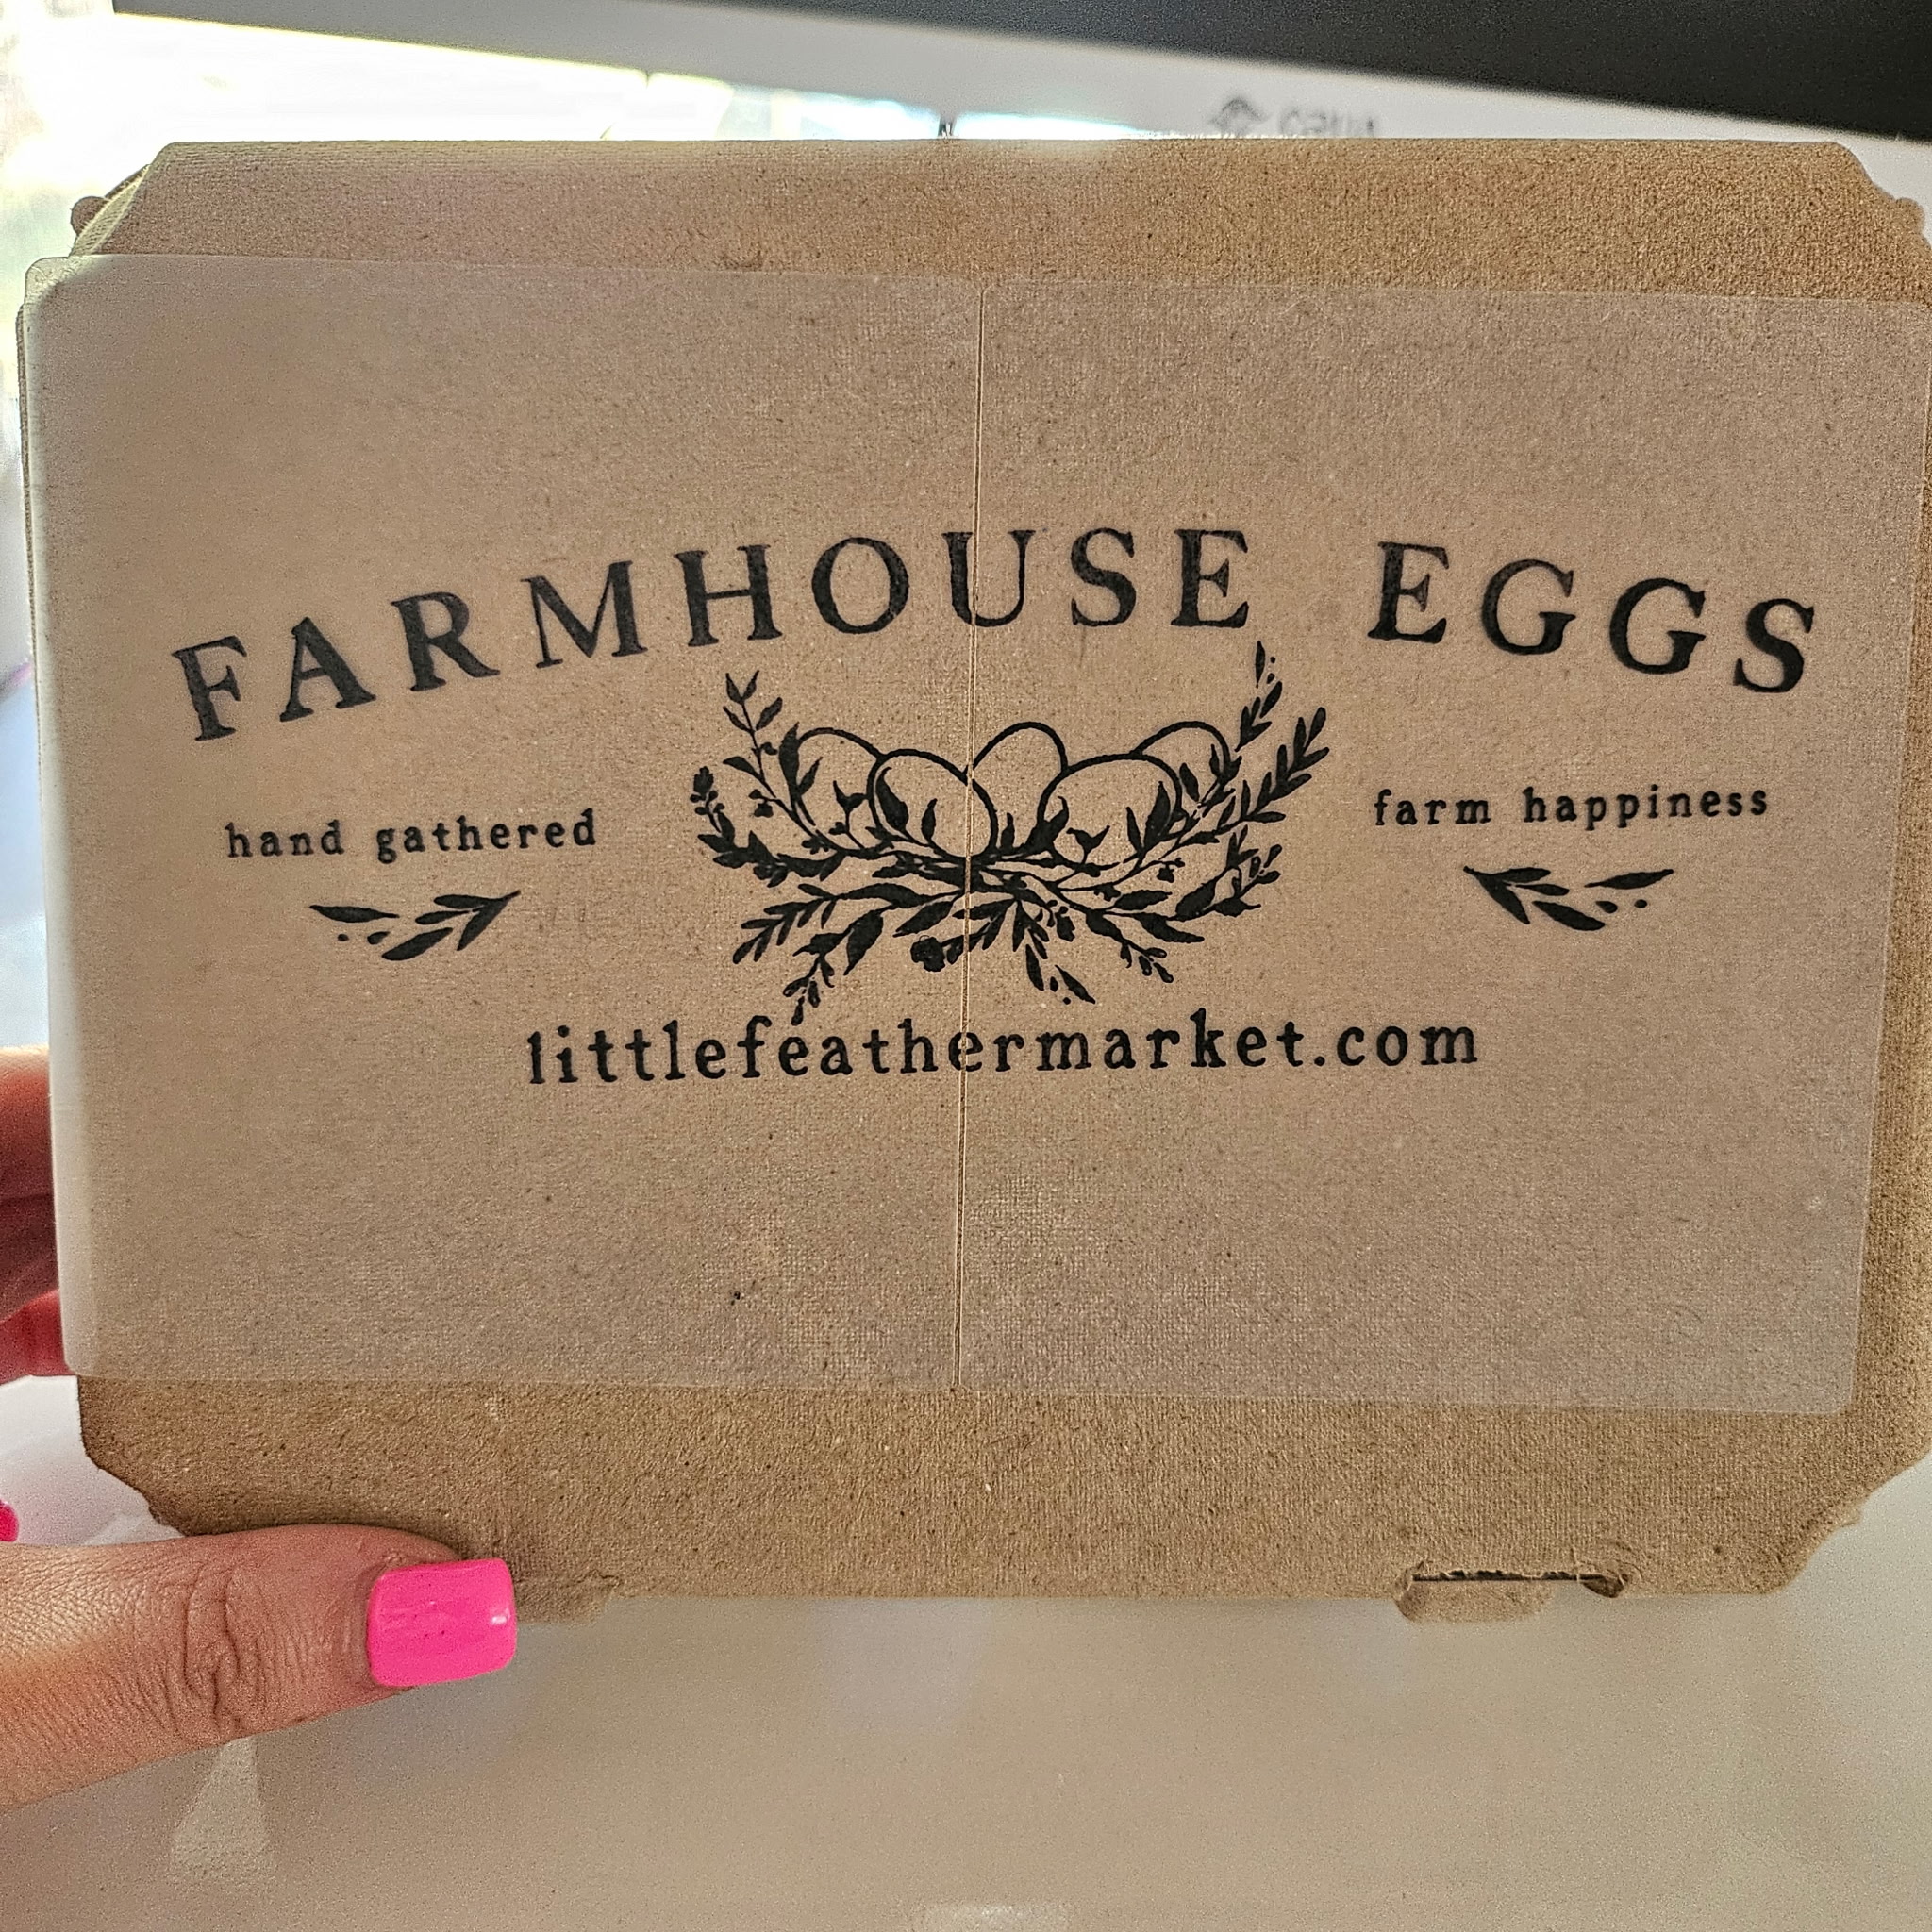 FARMHOUSE EGGS
hand gathered
farm happiness
littlefeathermarket.com